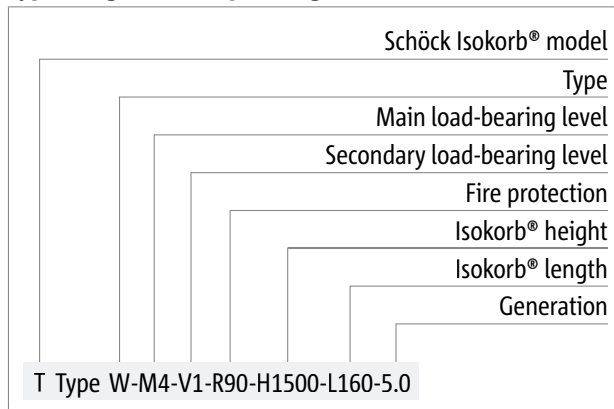 Schöck Isokorb® model
Type
Main load-bearing level
Secondary load-bearing level
Fire protection
Isokorb® height
Isokorb® length
Generation
T Type W-M4-V1-R90-H1500-L160-5.0